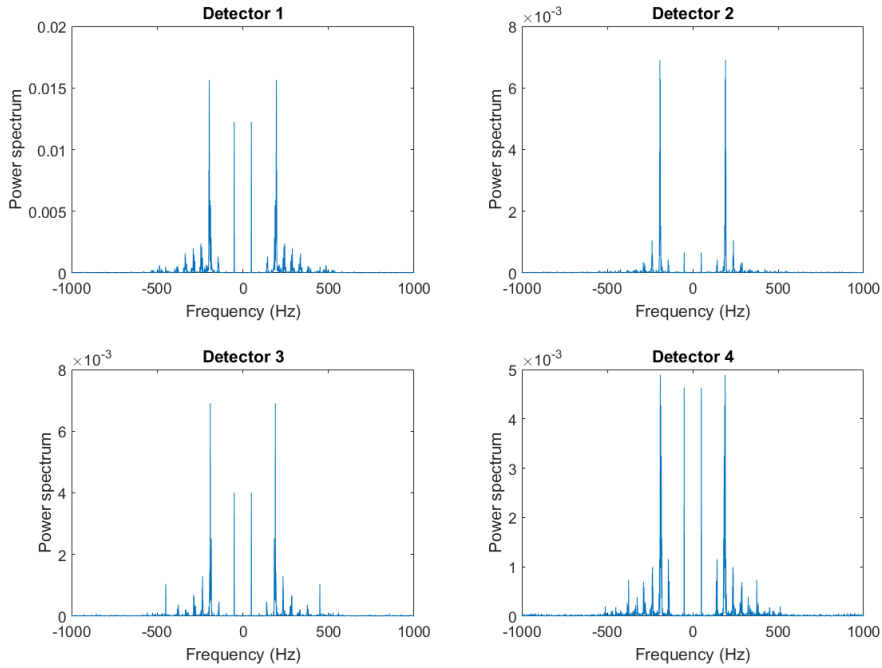 Detector 1
0.02
0.015
0.01
0.005
0
Power spectrum
-1000 -500 0 500 1000
Frequency (Hz)
Detector 2
×10⁻³
8
6
4
2
0
Power spectrum
-1000 -500 0 500 1000
Frequency (Hz)
Detector 3
×10⁻³
8
6
4
2
0
Power spectrum
-1000 -500 0 500 1000
Frequency (Hz)
Detector 4
×10⁻³
5
4
3
2
1
0
Power spectrum
-1000 -500 0 500 1000
Frequency (Hz)